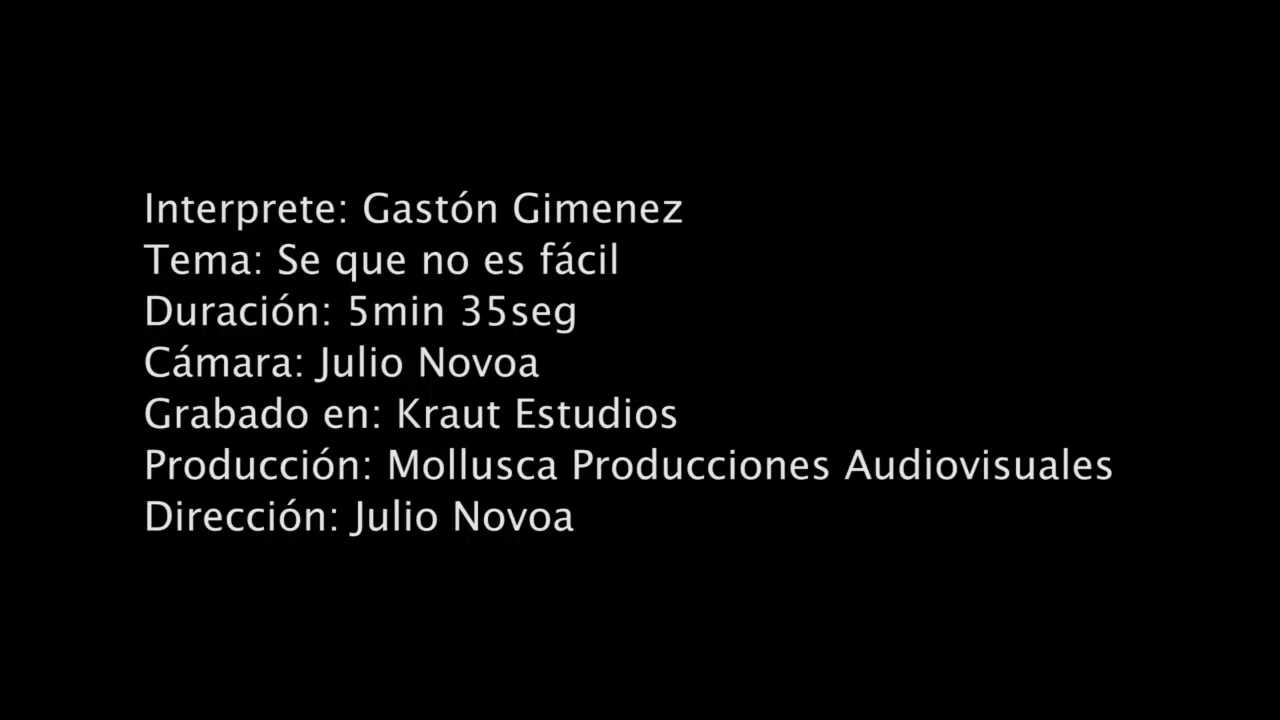 Interprete: Gastón Gimenez
Tema: Se que no es fácil
Duración: 5min 35seg
Cámara: Julio Novoa
Grabado en: Kraut Estudios
Producción: Mollusca Producciones Audiovisuales
Dirección: Julio Novoa